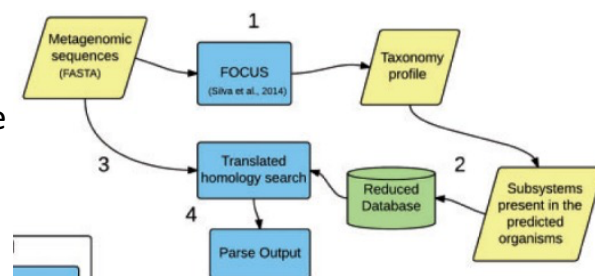 1
Metagenomic
sequences
(FASTA)
FOCUS
(Silva et al., 2014)
Taxonomy
profile
e
3
Translated
homology search
2
Reduced
Database
Subsystems
present in the
predicted
organisms
4
Parse Output